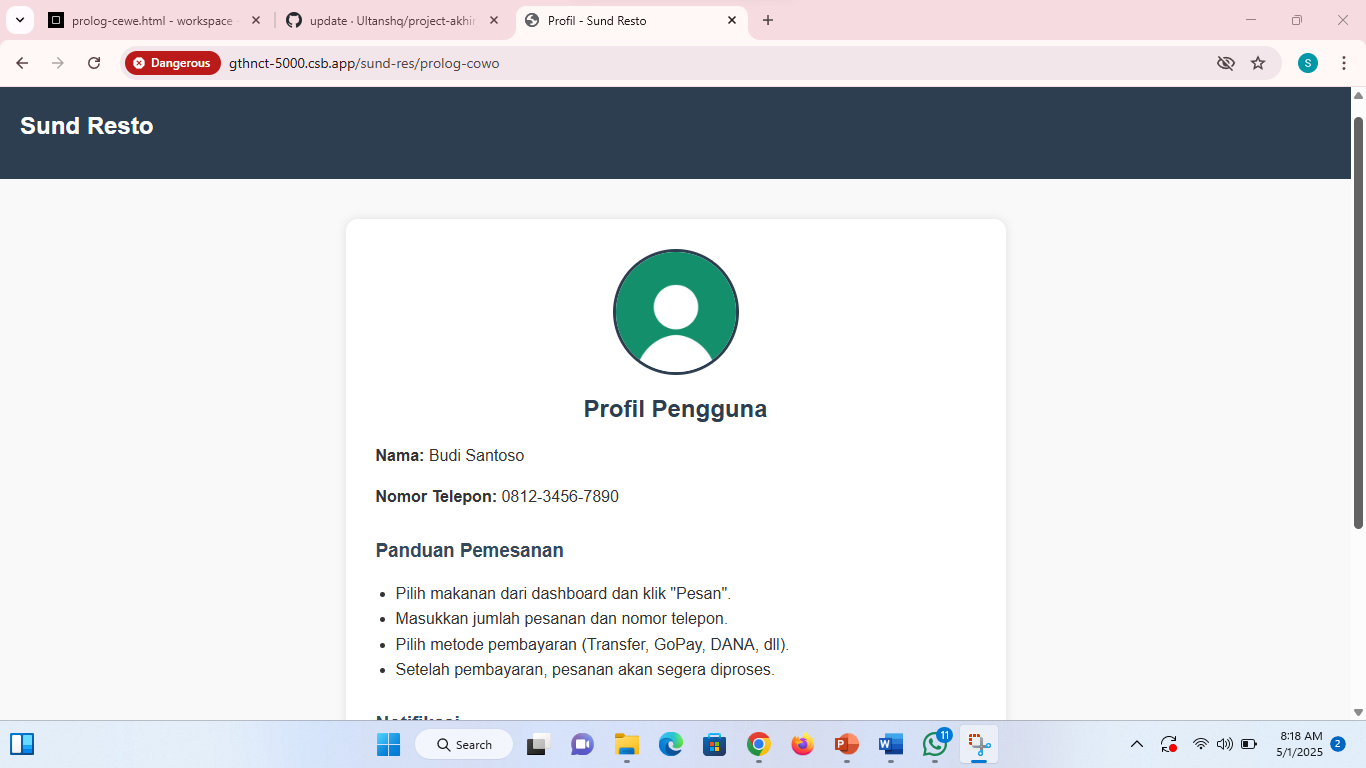 prolog-cewe.html - workspace
update · Ultanshq/project-akhi
Profil - Sund Resto
Dangerous
gthnct-5000.csb.app/sund-res/prolog-cowo
S
Sund Resto
Profil Pengguna
Nama: Budi Santoso
Nomor Telepon: 0812-3456-7890
Panduan Pemesanan
• Pilih makanan dari dashboard dan klik "Pesan".
• Masukkan jumlah pesanan dan nomor telepon.
• Pilih metode pembayaran (Transfer, GoPay, DANA, dll).
• Setelah pembayaran, pesanan akan segera diproses.
Notifikasi
Search
P
W
11
8:18 AM
5/1/2025
2